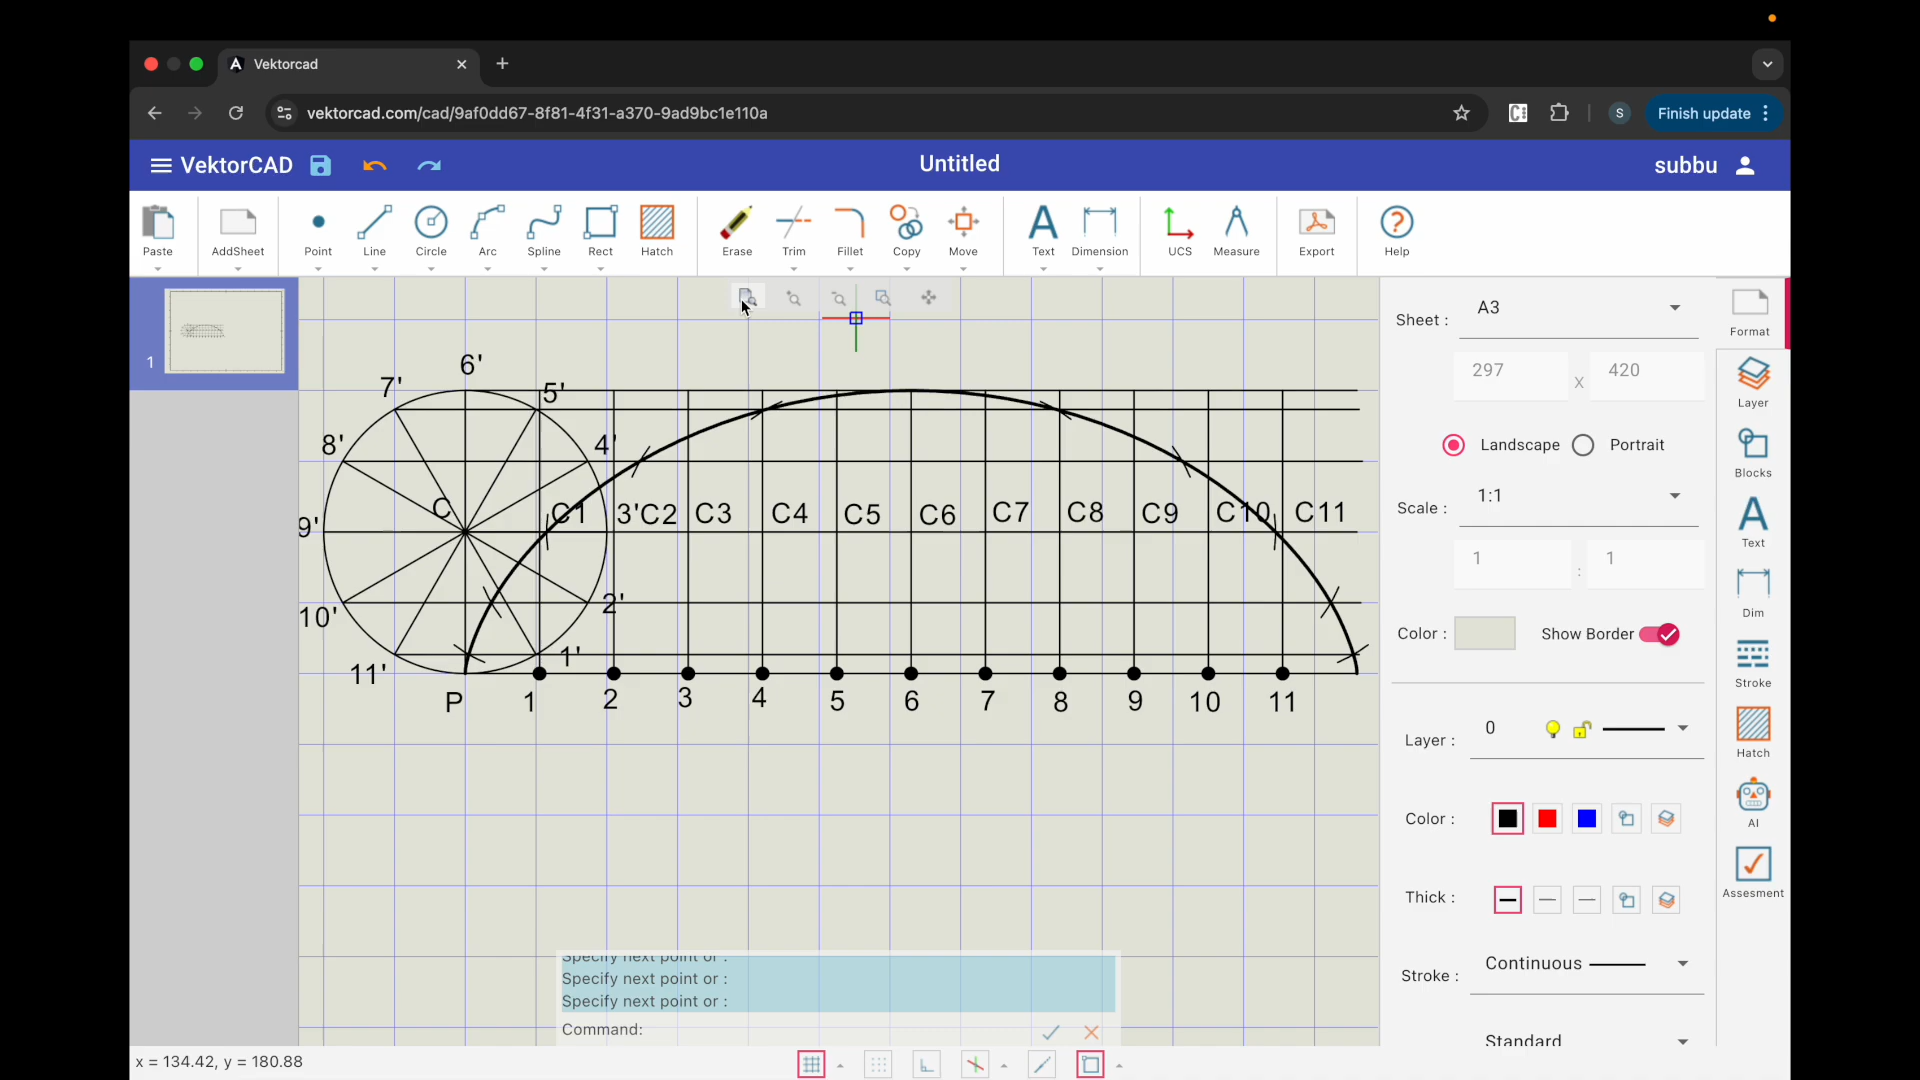 Vektorcad
vektorcad.com/cad/9af0dd67-8f81-4f31-a370-9ad9bc1e110a
S
Finish update
VektorCAD
Untitled
subbu
Paste
AddSheet
Point
Line
Circle
Arc
Spline
Rect
Hatch
Erase
Trim
Fillet
Copy
Move
Text
Dimension
UCS
Measure
Export
Help
1
6'
7'
5'
8'
4'
C
C1
3'C2
C3
C4
C5
C6
C7
C8
C9
C10
C11
9'
10'
2'
11'
1'
P
1
2
3
4
5
6
7
8
9
10
11
Specify next point or :
Specify next point or :
Specify next point or :
Command:
x = 134.42, y = 180.88
Sheet :
A3
297
x
420
Landscape
Portrait
Scale :
1:1
1
:
1
Color :
Show Border
Layer :
0
Color :
Thick :
Stroke :
Continuous
Standard
Format
Layer
Blocks
Text
Dim
Stroke
Hatch
AI
Assesment